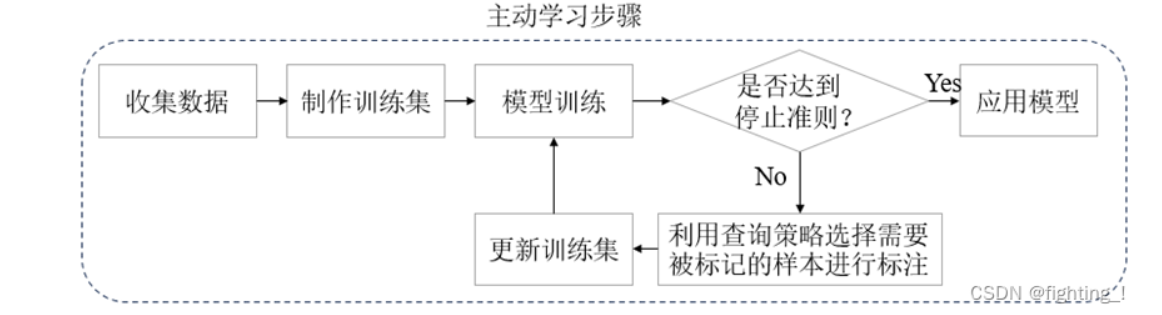 主动学习步骤
收集数据
制作训练集
模型训练
是否达到
停止准则?
Yes
应用模型
No
更新训练集
利用查询策略选择需要
被标记的样本进行标注
CSDN @fighting_!